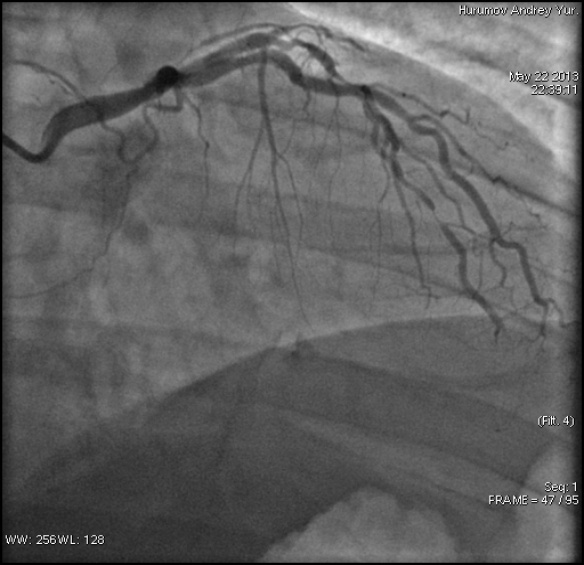 Hurumov Andrey Yur.
May 22 2013
22:39:11
(Filt. 4)
Seq: 1
FRAME = 47 / 95
WW: 256WL: 128